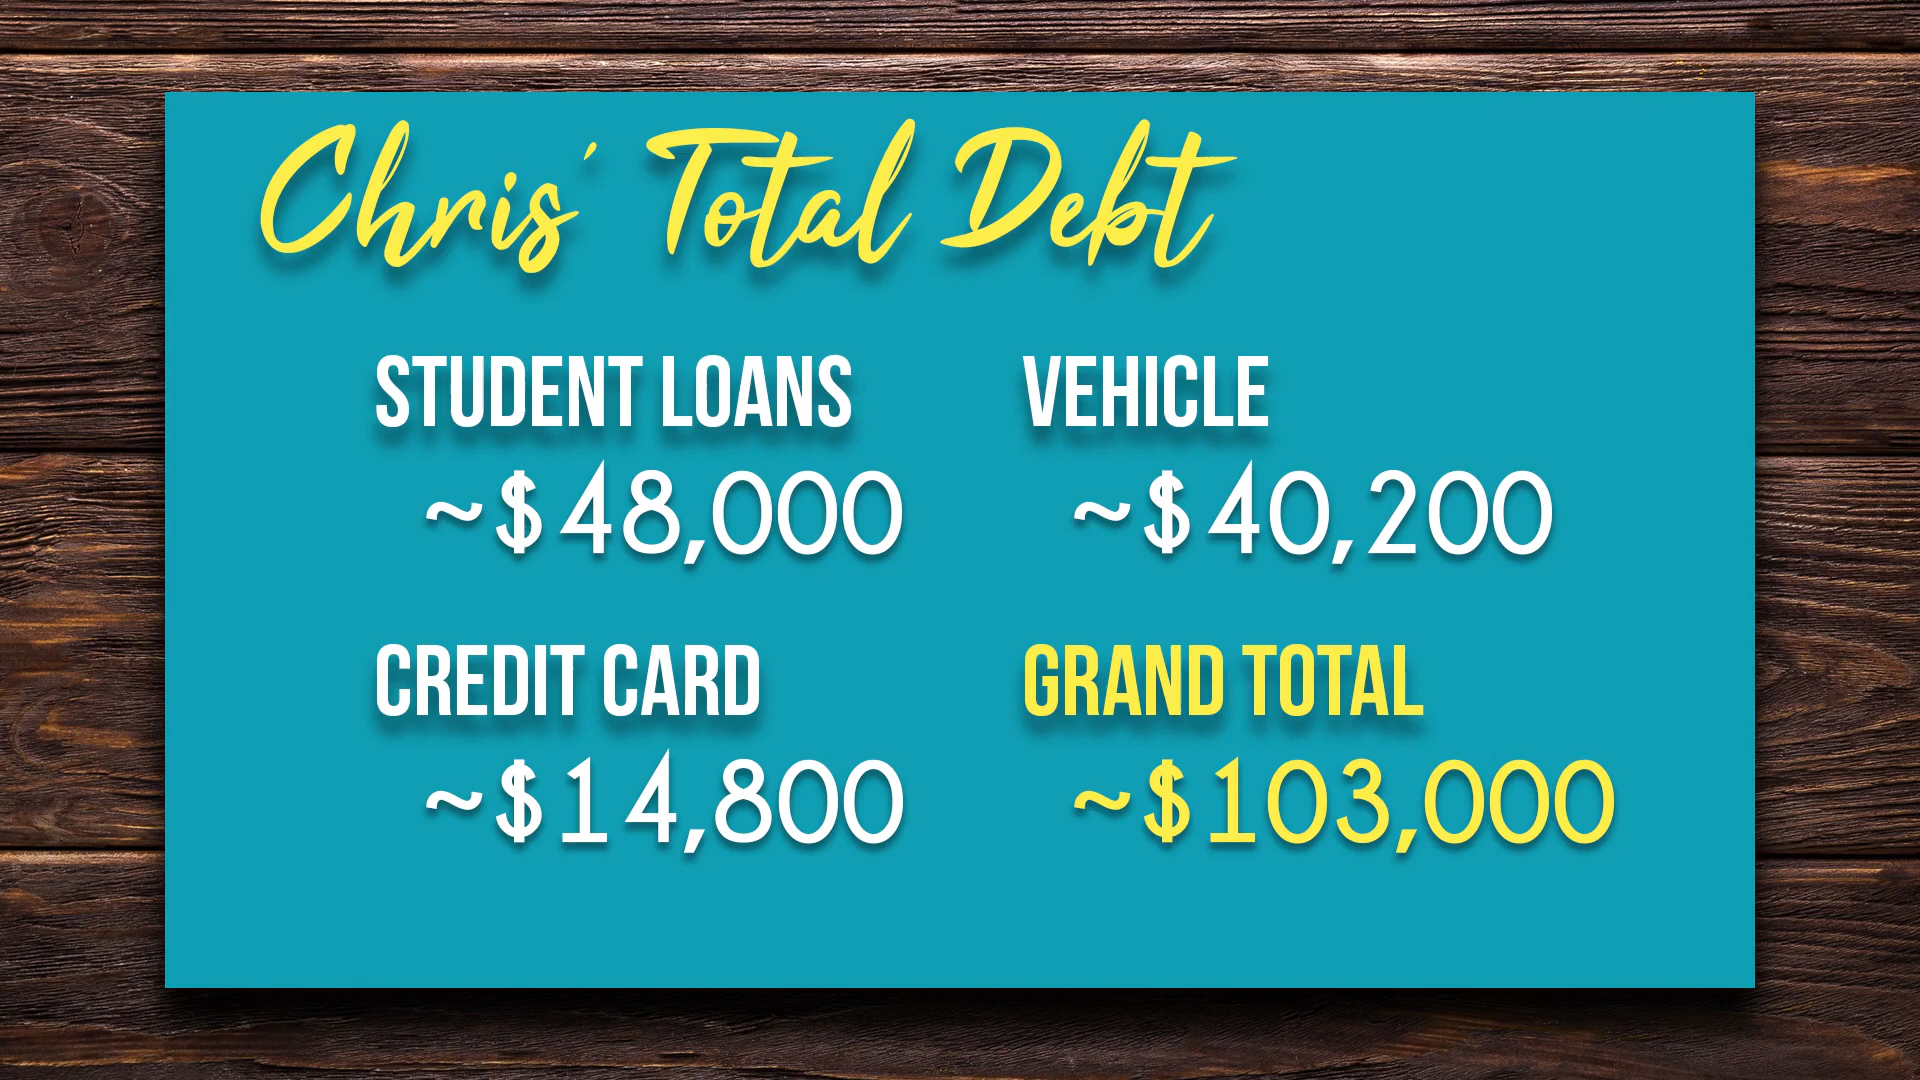 Chris' Total Debt
STUDENT LOANS
~$48,000
VEHICLE
~$40,200
CREDIT CARD
~$14,800
GRAND TOTAL
~$103,000